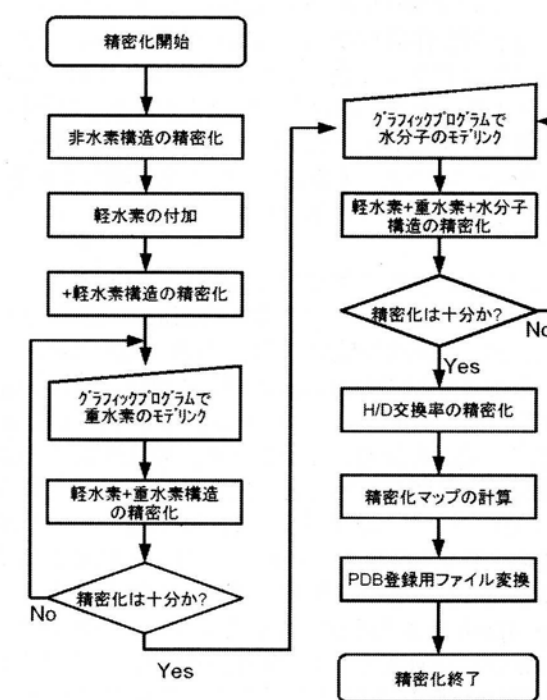 精密化開始
非水素構造の精密化
軽水素の付加
+軽水素構造の精密化
グラフィックプログラムで
重水素のモデリンク
軽水素+重水素構造
の精密化
精密化は十分か?
No
Yes
グラフィックプログラムで
水分子のモデリンク
軽水素+重水素+水分子
構造の精密化
精密化は十分か?
No
Yes
H/D交換率の精密化
精密化マップの計算
PDB登録用ファイル変換
精密化終了